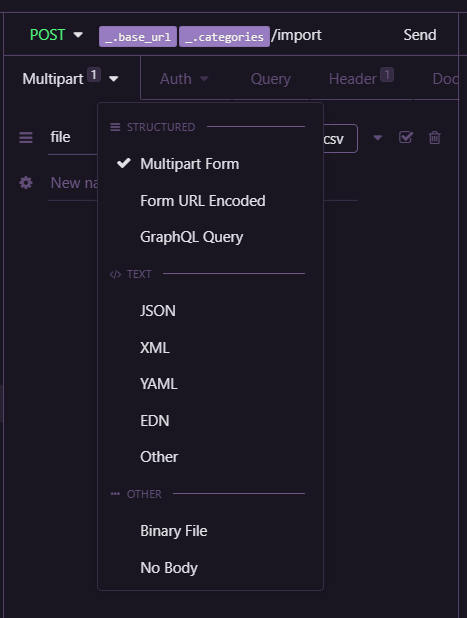 POST _.base_url _.categories /import Send
Multipart 1 Auth Query Header 1 Doc
file csv
New na
STRUCTURED
Multipart Form
Form URL Encoded
GraphQL Query
</> TEXT
JSON
XML
YAML
EDN
Other
OTHER
Binary File
No Body